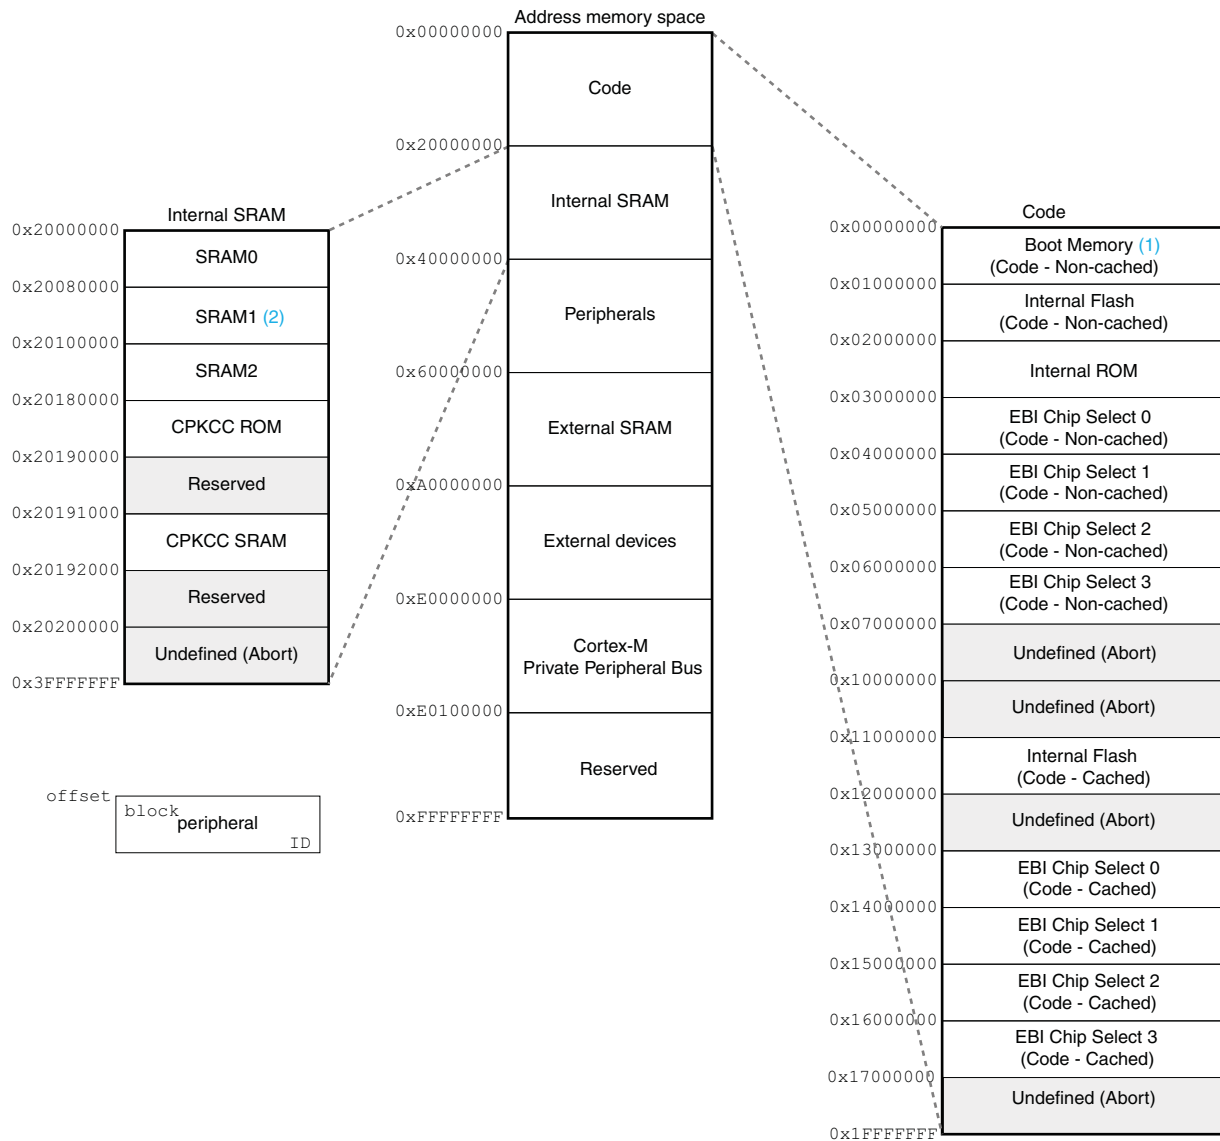 Address memory space
0x00000000
Code
0x20000000
Internal SRAM
0x40000000
Peripherals
0x60000000
External SRAM
0xA0000000
External devices
0xE0000000
Cortex-M
Private Peripheral Bus
0xE0100000
Reserved
0xFFFFFFFF
Internal SRAM
0x20000000
SRAM0
0x20080000
SRAM1 (2)
0x20100000
SRAM2
0x20180000
CPKCC ROM
0x20190000
Reserved
0x20191000
CPKCC SRAM
0x20192000
Reserved
0x20200000
Undefined (Abort)
0x3FFFFFFF
offset
block
peripheral
ID
Code
0x00000000
Boot Memory (1)
(Code - Non-cached)
0x01000000
Internal Flash
(Code - Non-cached)
0x02000000
Internal ROM
0x03000000
EBI Chip Select 0
(Code - Non-cached)
0x04000000
EBI Chip Select 1
(Code - Non-cached)
0x05000000
EBI Chip Select 2
(Code - Non-cached)
0x06000000
EBI Chip Select 3
(Code - Non-cached)
0x07000000
Undefined (Abort)
0x10000000
Undefined (Abort)
0x11000000
Internal Flash
(Code - Cached)
0x12000000
Undefined (Abort)
0x13000000
EBI Chip Select 0
(Code - Cached)
0x14000000
EBI Chip Select 1
(Code - Cached)
0x15000000
EBI Chip Select 2
(Code - Cached)
0x16000000
EBI Chip Select 3
(Code - Cached)
0x17000000
Undefined (Abort)
0x1FFFFFFF